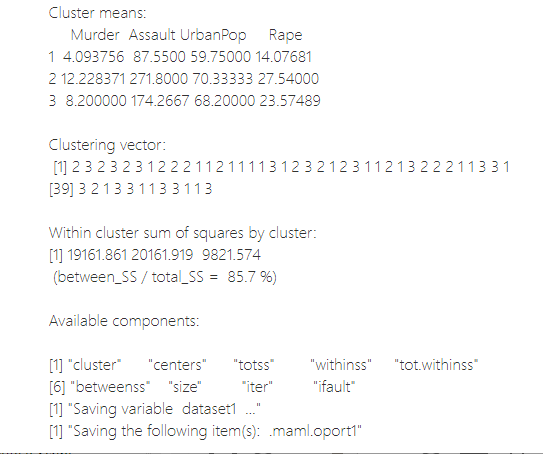 Cluster means:
Murder Assault UrbanPop Rape
1 4.093756 87.5500 59.75000 14.07681
2 12.228371 271.8000 70.33333 27.54000
3 8.200000 174.2667 68.20000 23.57489
Clustering vector:
[1] 2 3 2 3 2 3 1 2 2 2 1 1 2 1 1 1 1 3 1 2 3 2 1 2 3 1 1 2 1 3 2 2 2 1 1 3 3 1
[39] 3 2 1 3 3 1 1 3 3 1 1 3
Within cluster sum of squares by cluster:
[1] 19161.861 20161.919 9821.574
(between_SS / total_SS = 85.7 %)
Available components:
[1] "cluster" "centers" "totss" "withinss" "tot.withinss"
[6] "betweenss" "size" "iter" "ifault"
[1] "Saving variable dataset1 ..."
[1] "Saving the following item(s): .maml.oport1"